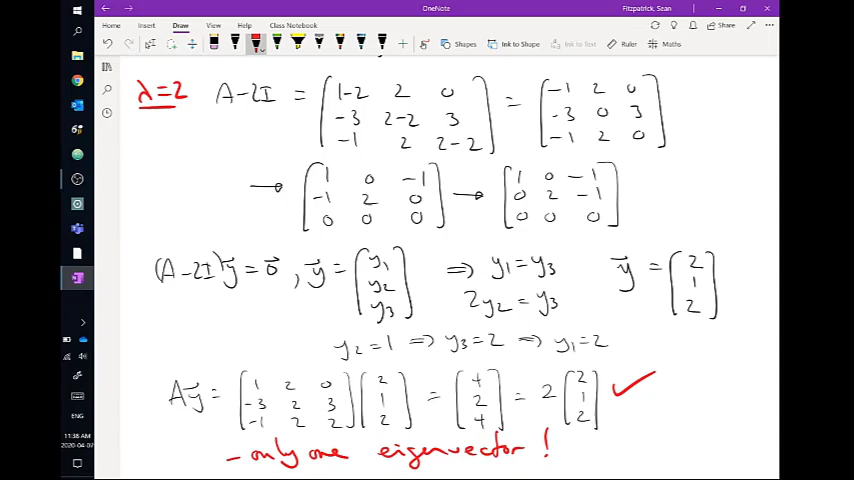 OneNote
Fitzpatrick, Sean
Home Insert Draw View Help Class Notebook
Share
Shapes Ink to Shape Ink to Text Ruler Maths
λ=2 A-2I = [1-2 2 0; -3 2-2 3; -1 2 2-2] = [-1 2 0; -3 0 3; -1 2 0]
→ [1 0 -1; -1 2 0; 0 0 0] → [1 0 -1; 0 2 -1; 0 0 0]
(A-2I)y⃗ = 0⃗, y⃗ = [y₁; y₂; y₃] ⇒ y₁=y₃ 2y₂=y₃ y⃗ = [2; 1; 2]
y₂=1 ⇒ y₃=2 ⇒ y₁=2
Ay⃗ = [1 2 0; -3 2 3; -1 2 2][2; 1; 2] = [4; 2; 4] = 2[2; 1; 2] ✓
- only one eigenvector!
ENG
11:38 AM
2020-04-07